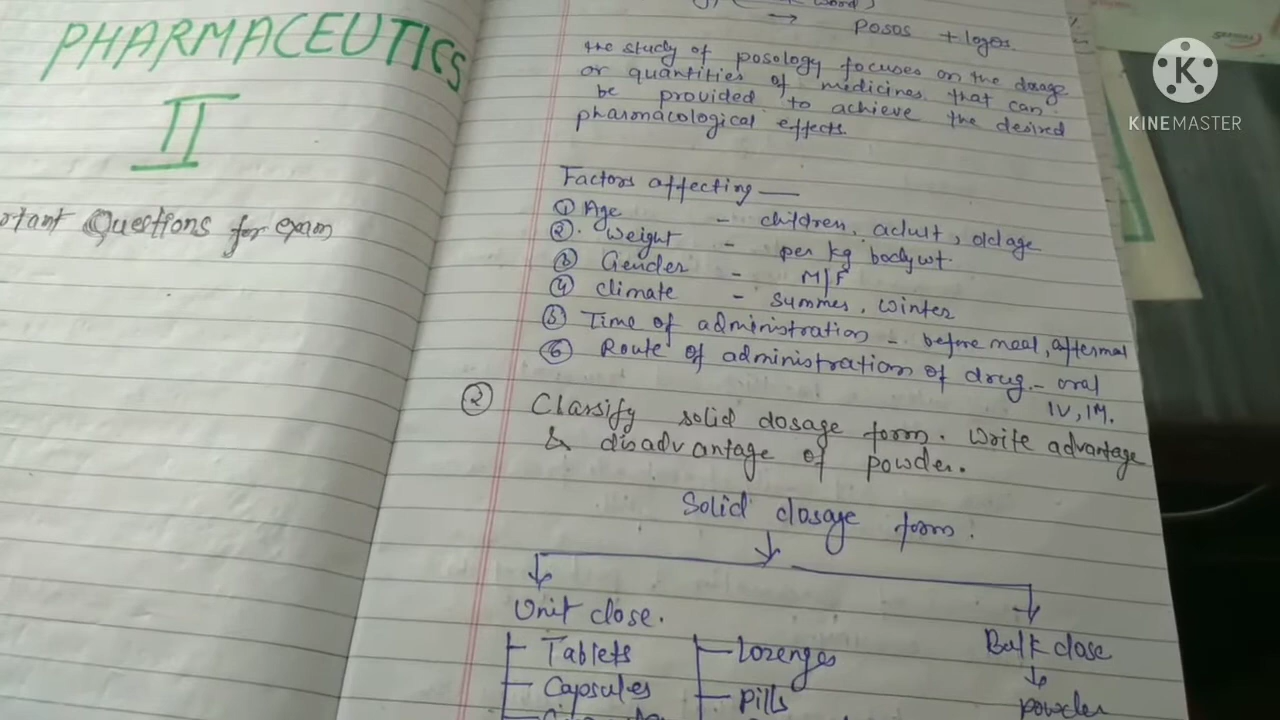 PHARMACEUTICS
II
Questions for exam
→ Posos + logos
the study of posology focuses on the doage
or quantities of medicines that can
be provided to achieve the desired
pharmacological effects.
Factors affecting —
① Age - children, adult, old age
②. Weight - per kg body wt.
③ Gender - M/F
④ climate - summer, winter
⑤ Time of administration - before meal, aftermeal
⑥ Route of administration of drug - oral
IV, IM.
② Classify solid dosage form. Write advantage
& disadvantage of powder.
Solid dosage form.
Unit dose.
Bulk dose
Tablets
Lozenges
Capsules
Pills
powder
K
KINEMASTER